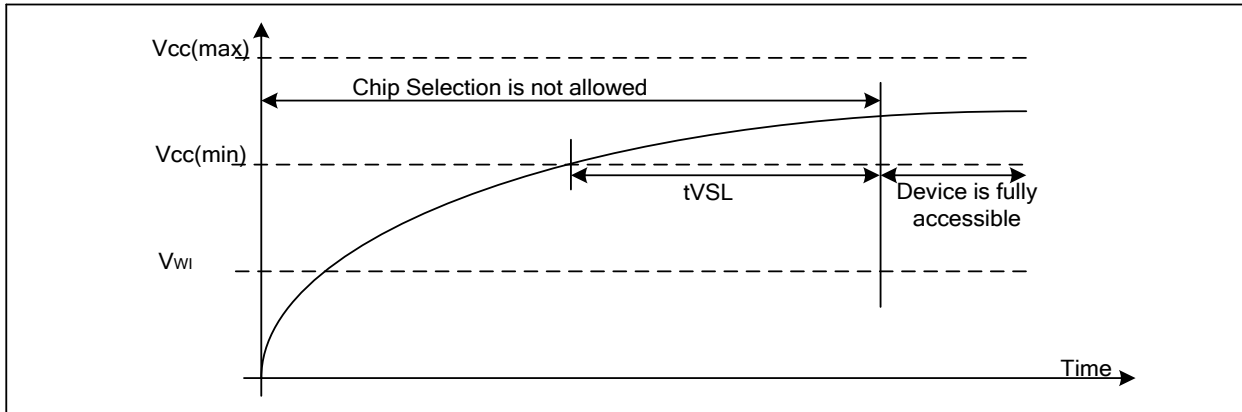 Vcc(max)
Chip Selection is not allowed
Vcc(min)
tVSL
Device is fully
accessible
VWI
Time